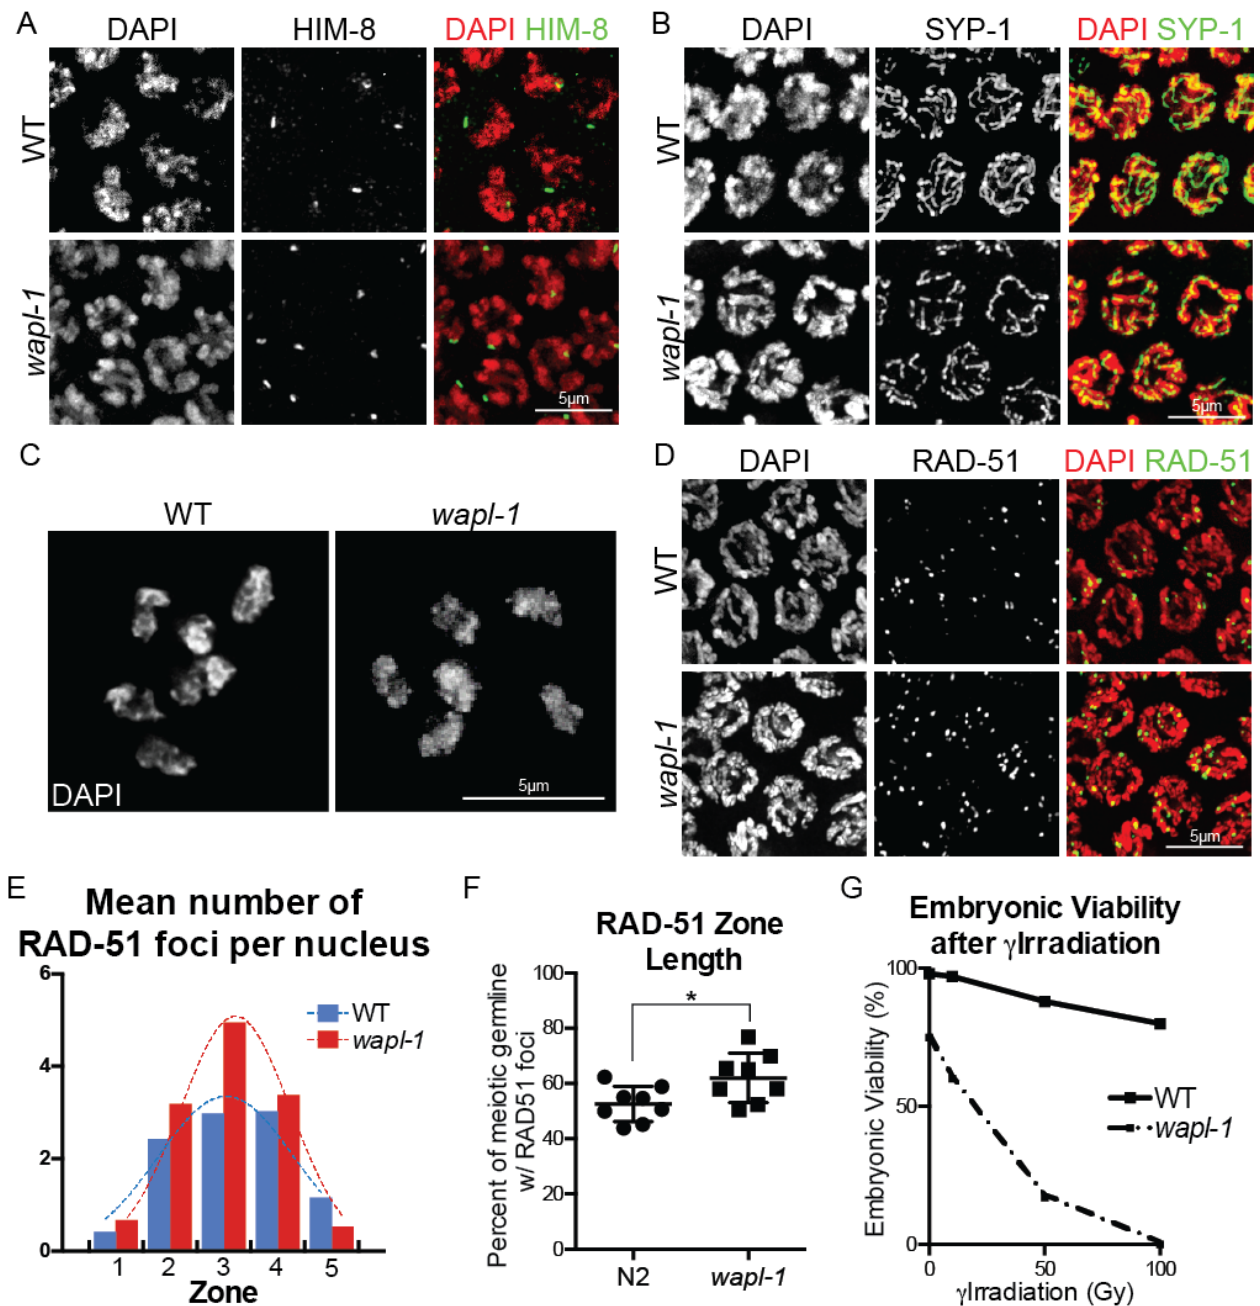 A
DAPI HIM-8 DAPI HIM-8
WT
wapl-1
5µm
B
DAPI SYP-1 DAPI SYP-1
WT
wapl-1
5µm
C
WT wapl-1
DAPI
5µm
D
DAPI RAD-51 DAPI RAD-51
WT
wapl-1
5µm
E
Mean number of
RAD-51 foci per nucleus
6
4
2
0
WT
wapl-1
1 2 3 4 5
Zone
F
RAD-51 Zone
Length
Percent of meiotic germline
w/ RAD51 foci
100
80
60
40
20
0
*
N2 wapl-1
G
Embryonic Viability
after γIrradiation
Embryonic Viability (%)
100
50
0
WT
wapl-1
0 50 100
γIrradiation (Gy)